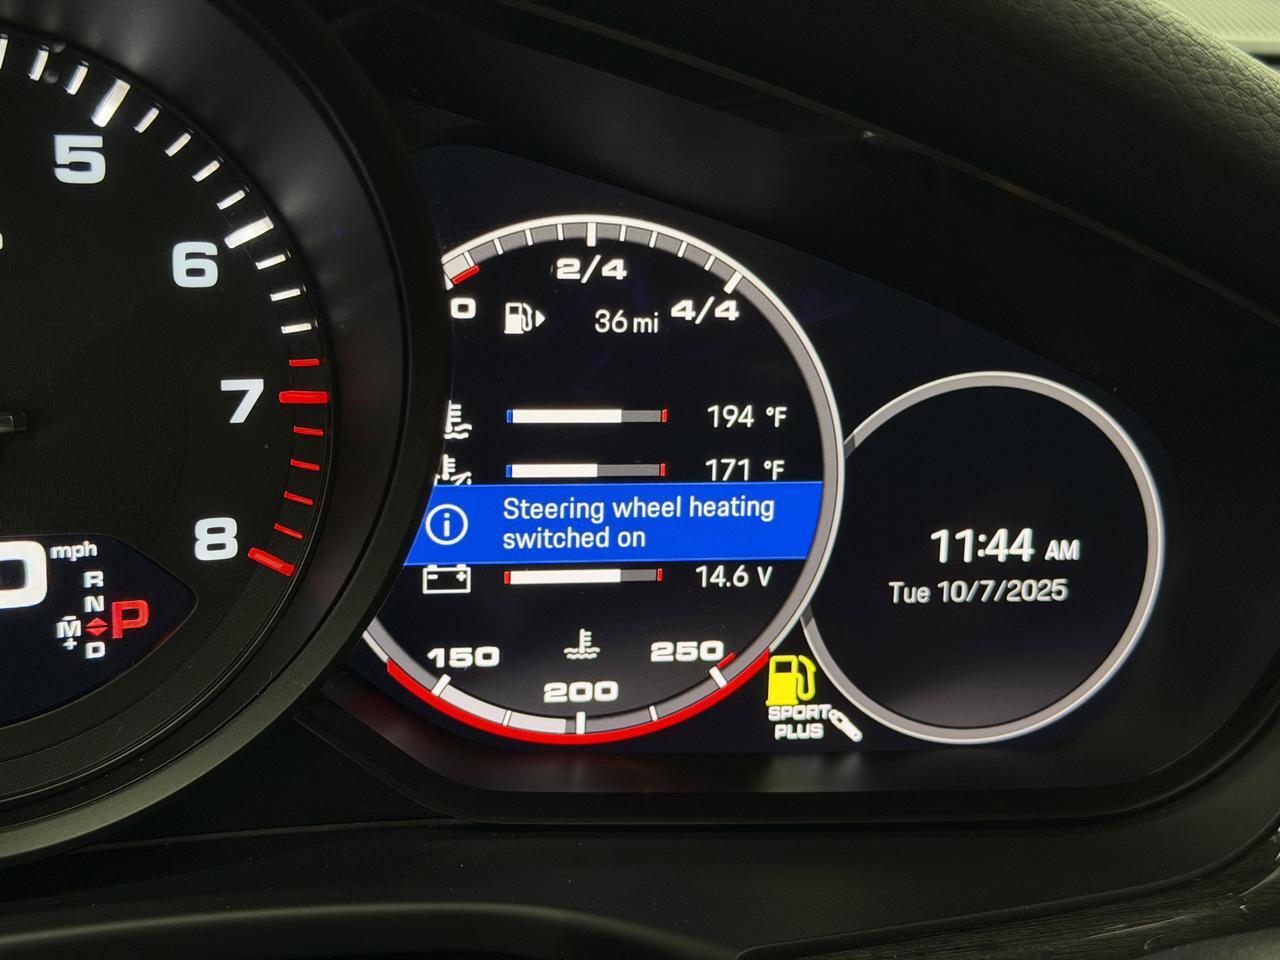 5
6
7
8
0 mph
R
N
M P
+
D
2/4
0
4/4
36 mi
194 °F
171 °F
Steering wheel heating
switched on
14.6 V
150
250
200
SPORT
PLUS
11:44 AM
Tue 10/7/2025